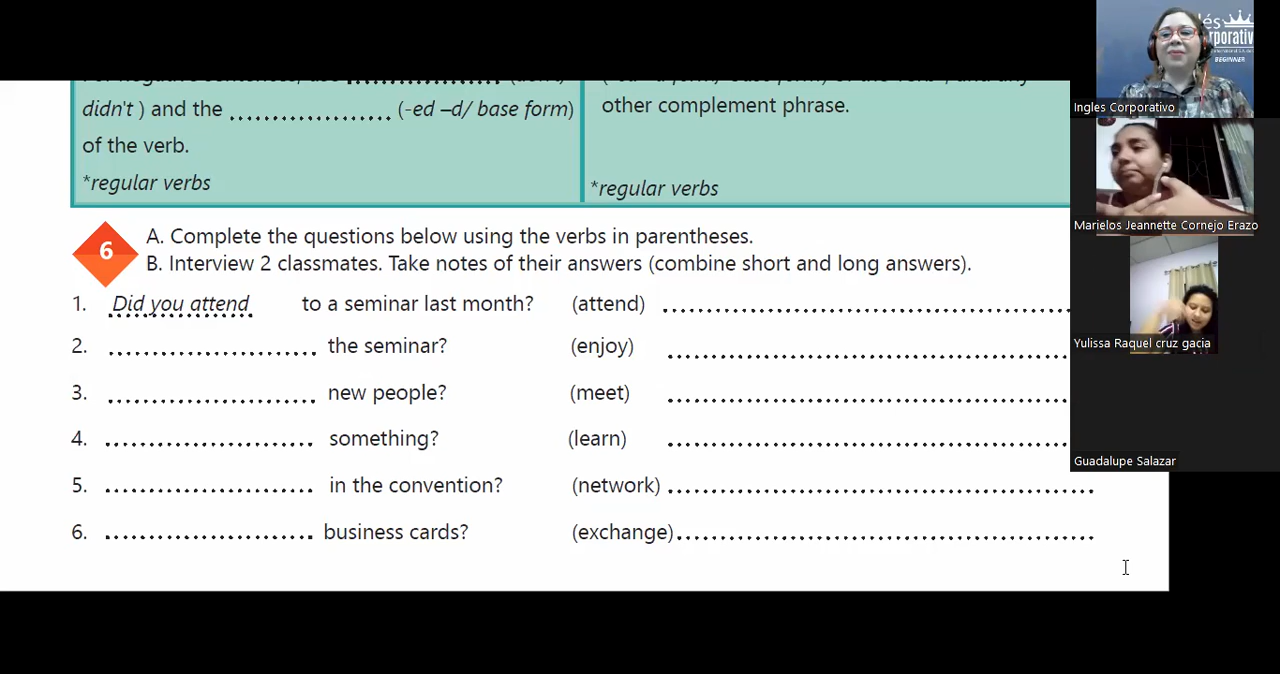 didn't ) and the .................... (-ed –d/ base form)
of the verb.
*regular verbs
other complement phrase.
*regular verbs
6
A. Complete the questions below using the verbs in parentheses.
B. Interview 2 classmates. Take notes of their answers (combine short and long answers).
1. Did you attend to a seminar last month? (attend) ........................................
2. ........................ the seminar? (enjoy) ........................................
3. ........................ new people? (meet) ........................................
4. ........................ something? (learn) ........................................
5. ........................ in the convention? (network) ........................................
6. ........................ business cards? (exchange) ........................................
BEGINNER
Ingles Corporativo
Marielos Jeannette Cornejo Erazo
Yulissa Raquel cruz gacia
Guadalupe Salazar